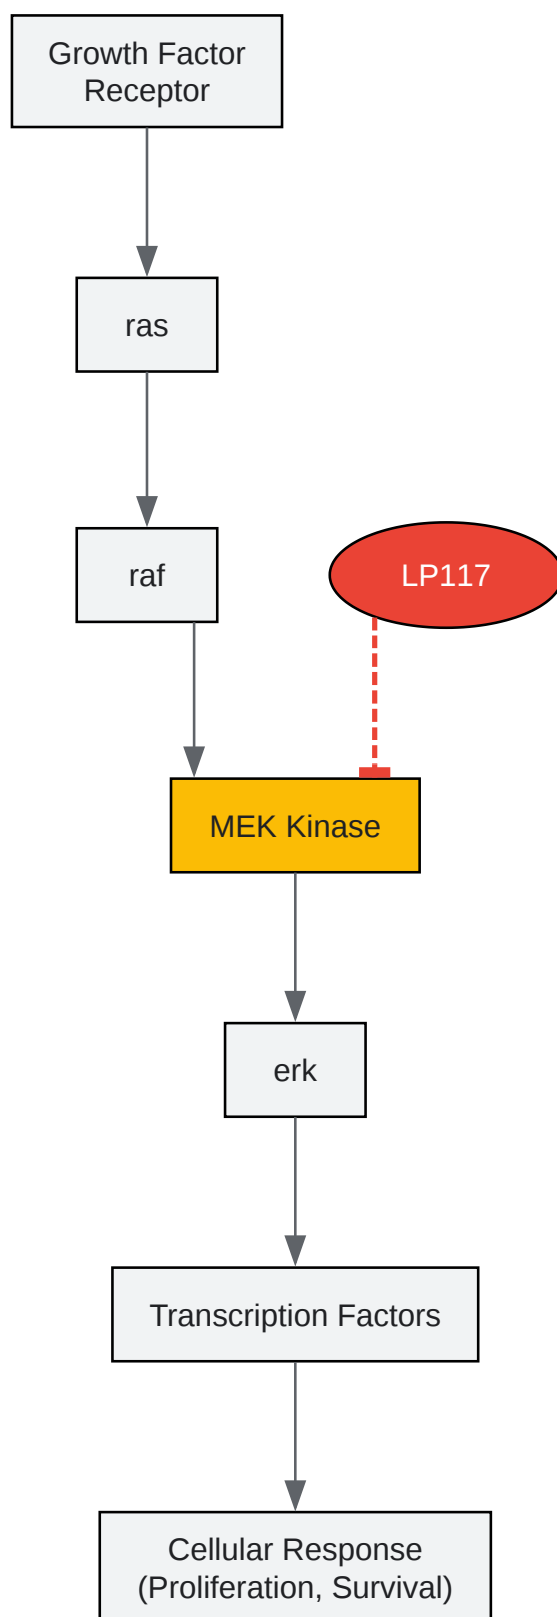 Growth Factor
Receptor
ras
raf
LP117
MEK Kinase
erk
Transcription Factors
Cellular Response
(Proliferation, Survival)